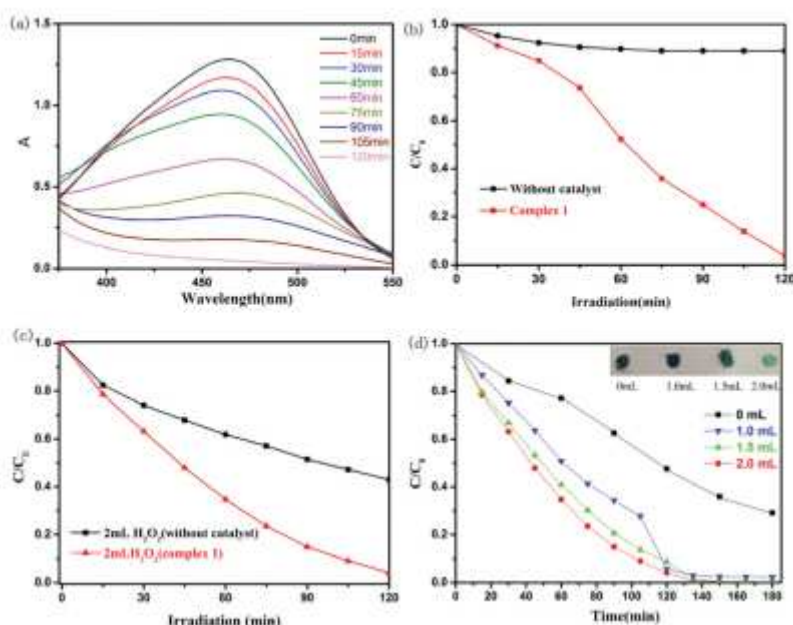 (a)
A
1.5
1.0
0.5
0.0
0min
15min
30min
45min
60min
75min
90min
105min
120min
400
450
500
550
Wavelength(nm)
(b)
C/C₀
1.0
0.8
0.6
0.4
0.2
0.0
Without catalyst
Complex 1
0
30
60
90
120
Irradiation(min)
(c)
C/C₀
1.0
0.8
0.6
0.4
0.2
0.0
2mL H₂O₂(without catalyst)
2mLH₂O₂(complex 1)
0
30
60
90
120
Irradiation (min)
(d)
C/C₀
1.0
0.8
0.6
0.4
0.2
0.0
0mL
1.0mL
1.5mL
2.0mL
0 mL
1.0 mL
1.5 mL
2.0 mL
0
20
40
60
80
100
120
140
160
180
Time(min)